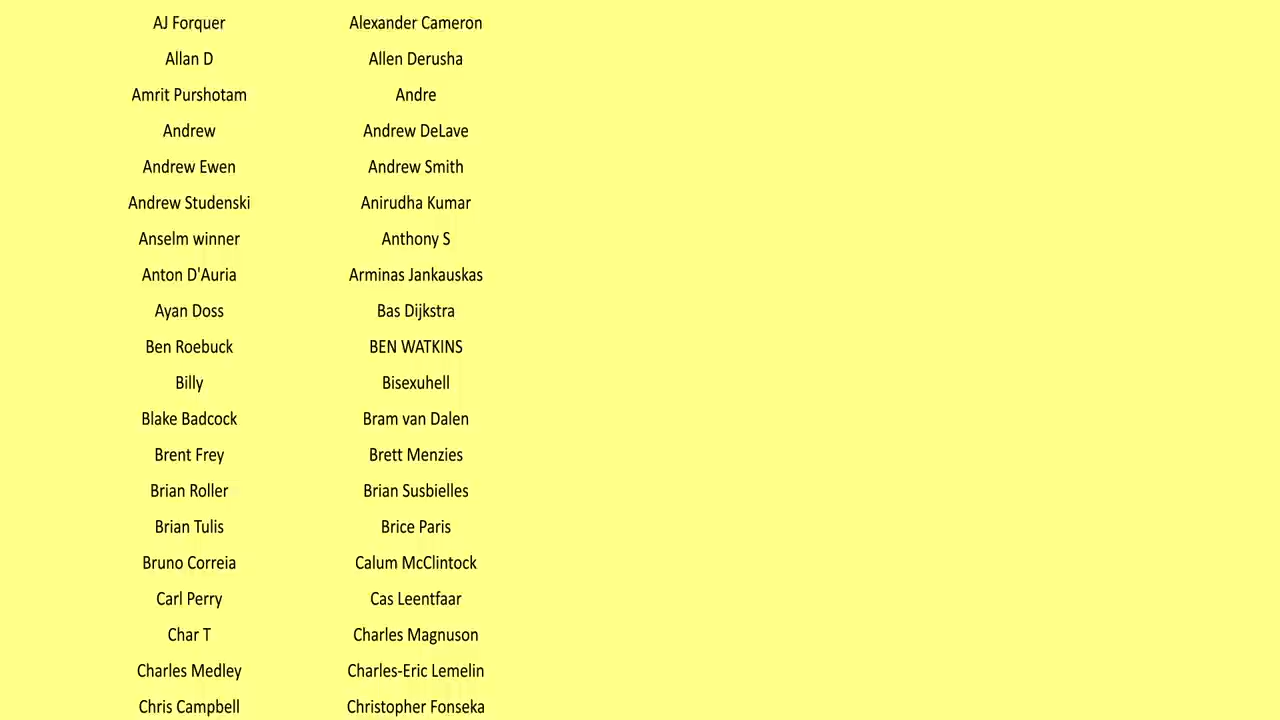 AJ Forquer Alexander Cameron
Allan D Allen Derusha
Amrit Purshotam Andre
Andrew Andrew DeLave
Andrew Ewen Andrew Smith
Andrew Studenski Anirudha Kumar
Anselm winner Anthony S
Anton D'Auria Arminas Jankauskas
Ayan Doss Bas Dijkstra
Ben Roebuck BEN WATKINS
Billy Bisexuhell
Blake Badcock Bram van Dalen
Brent Frey Brett Menzies
Brian Roller Brian Susbielles
Brian Tulis Brice Paris
Bruno Correia Calum McClintock
Carl Perry Cas Leentfaar
Char T Charles Magnuson
Charles Medley Charles-Eric Lemelin
Chris Campbell Christopher Fonseka